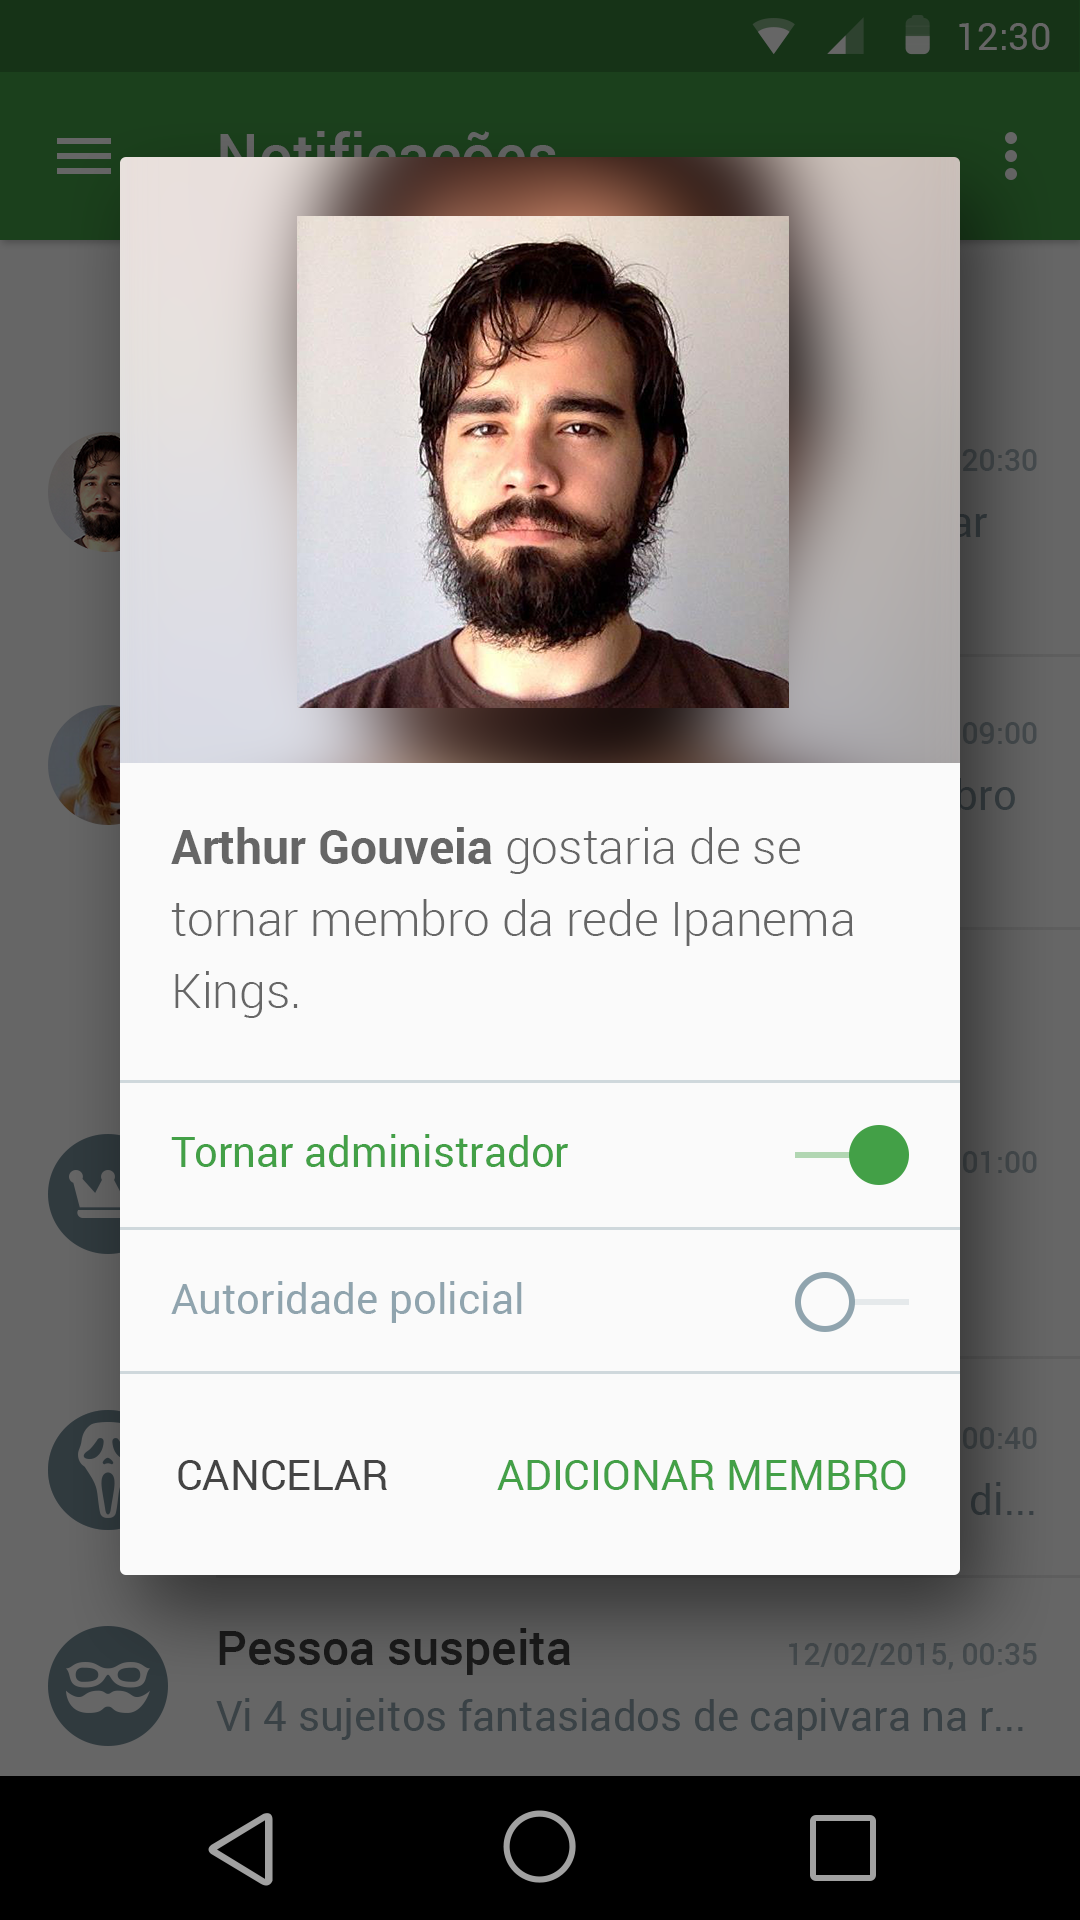 12:30
Notificações
20:30
ar
09:00
bro
Arthur Gouveia gostaria de se
tornar membro da rede Ipanema
Kings.
Tornar administrador
01:00
Autoridade policial
00:40
CANCELAR ADICIONAR MEMBRO
di...
Pessoa suspeita 12/02/2015, 00:35
Vi 4 sujeitos fantasiados de capivara na r...